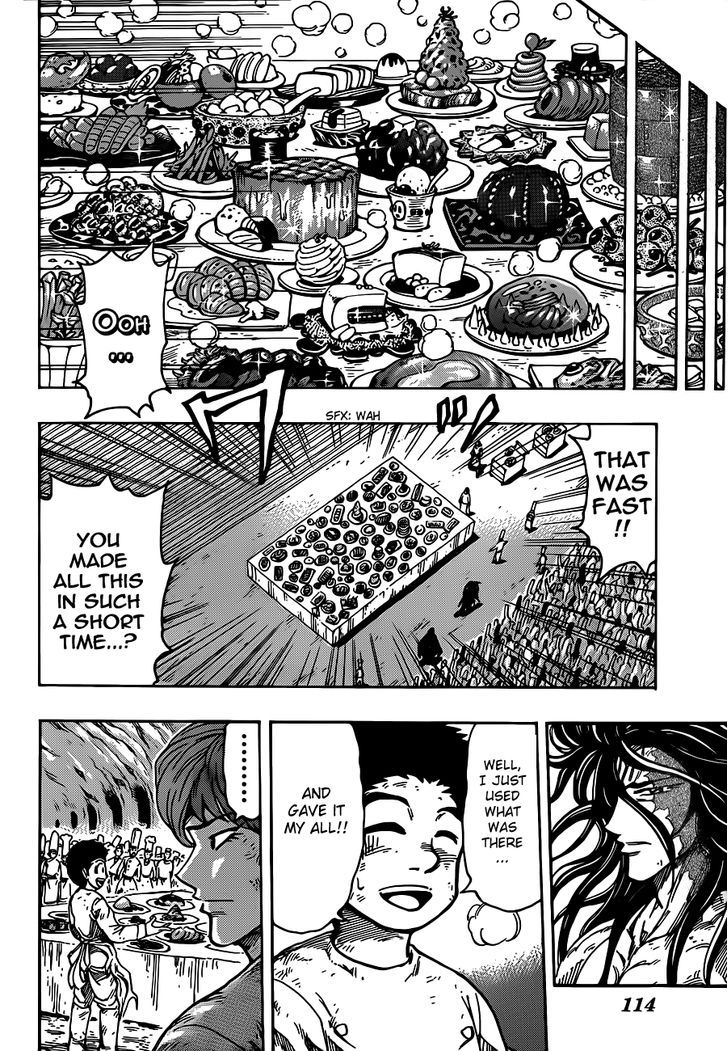 OOH
...
SFX: WAH
THAT
WAS
FAST
!!
YOU
MADE
ALL THIS
IN SUCH
A SHORT
TIME...?
WELL,
I JUST
USED
WHAT
WAS
THERE
...
AND
GAVE IT
MY ALL!!
........
114